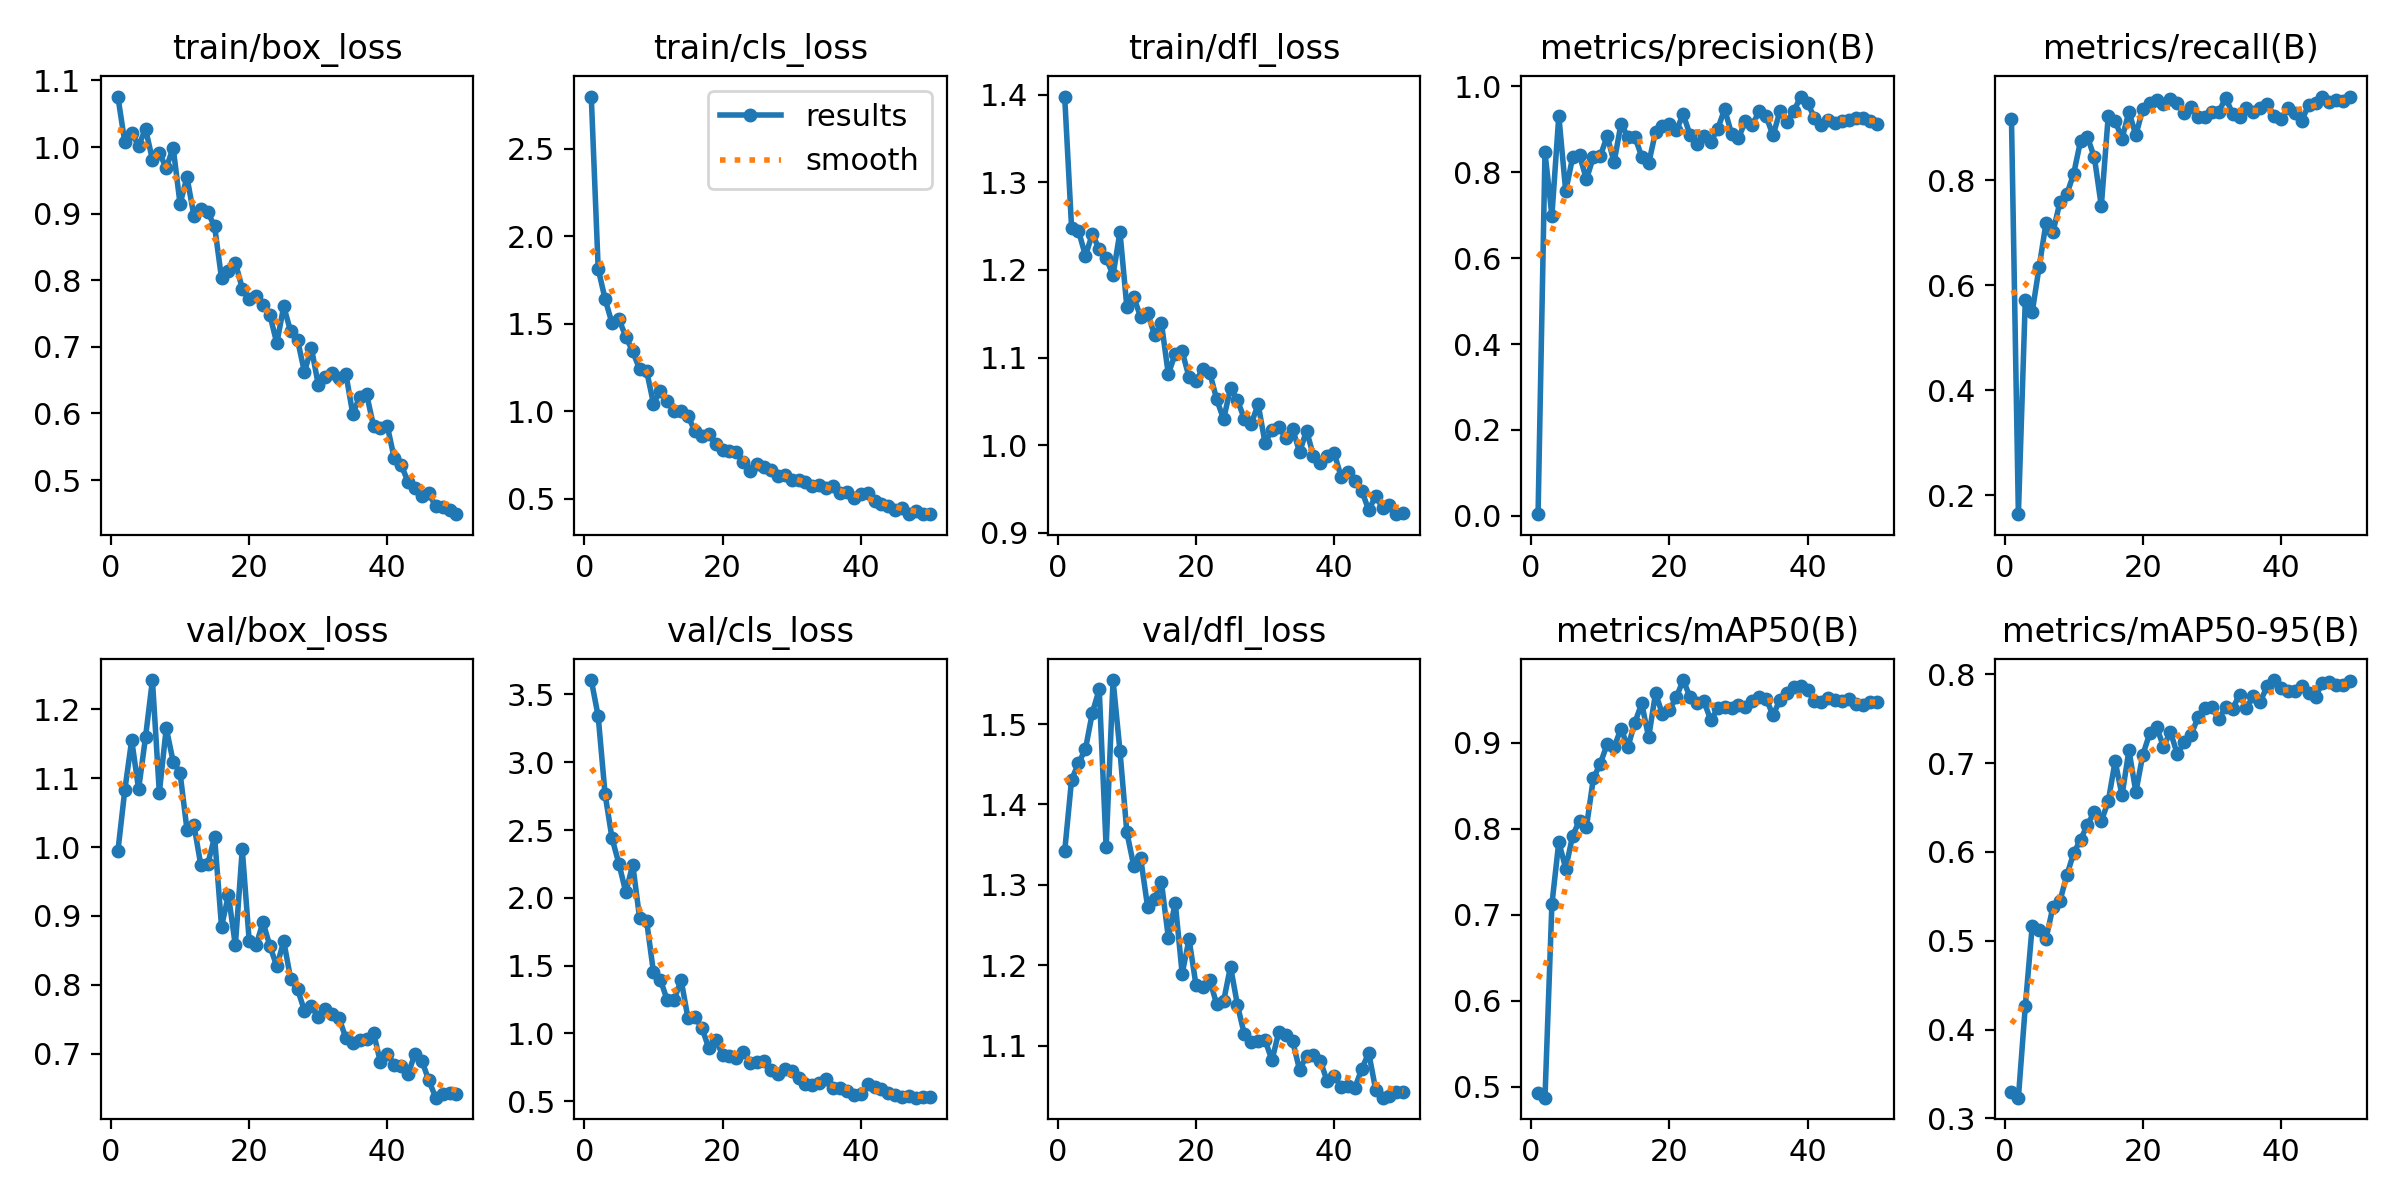 train/box_loss
1.1
1.0
0.9
0.8
0.7
0.6
0.5
0 20 40
train/cls_loss
results
smooth
2.5
2.0
1.5
1.0
0.5
0 20 40
train/dfl_loss
1.4
1.3
1.2
1.1
1.0
0.9
0 20 40
metrics/precision(B)
1.0
0.8
0.6
0.4
0.2
0.0
0 20 40
metrics/recall(B)
0.8
0.6
0.4
0.2
0 20 40
val/box_loss
1.2
1.1
1.0
0.9
0.8
0.7
0 20 40
val/cls_loss
3.5
3.0
2.5
2.0
1.5
1.0
0.5
0 20 40
val/dfl_loss
1.5
1.4
1.3
1.2
1.1
0 20 40
metrics/mAP50(B)
0.9
0.8
0.7
0.6
0.5
0 20 40
metrics/mAP50-95(B)
0.8
0.7
0.6
0.5
0.4
0.3
0 20 40